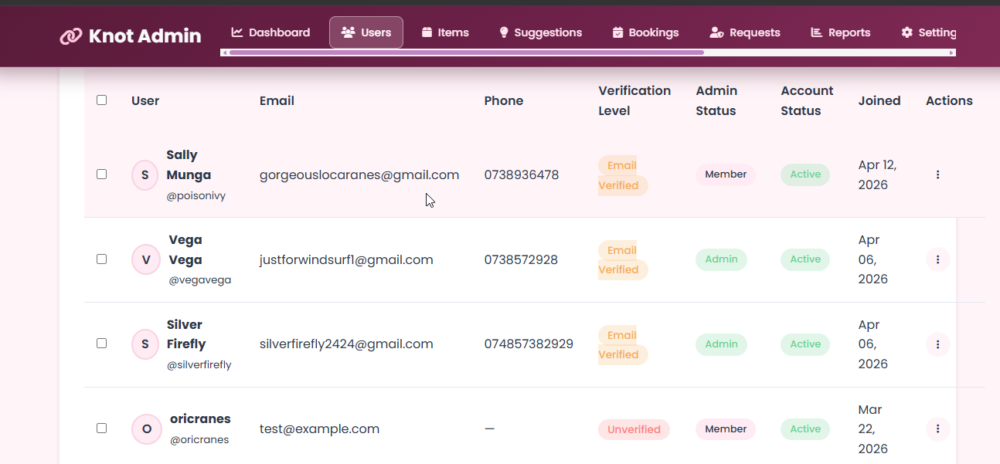 Knot Admin
Dashboard
Users
Items
Suggestions
Bookings
Requests
Reports
Setting
User
Email
Phone
Verification
Level
Admin
Status
Account
Status
Joined
Actions
S
Sally
Munga
@poisonivy
gorgeouslocaranes@gmail.com
0738936478
Email
Verified
Member
Active
Apr 12,
2026
V
Vega
Vega
@vegavega
justforwindsurf1@gmail.com
0738572928
Email
Verified
Admin
Active
Apr
06,
2026
S
Silver
Firefly
@silverfirefly
silverfirefly2424@gmail.com
074857382929
Email
Verified
Admin
Active
Apr
06,
2026
O
oricranes
@oricranes
test@example.com
—
Unverified
Member
Active
Mar
22,
2026